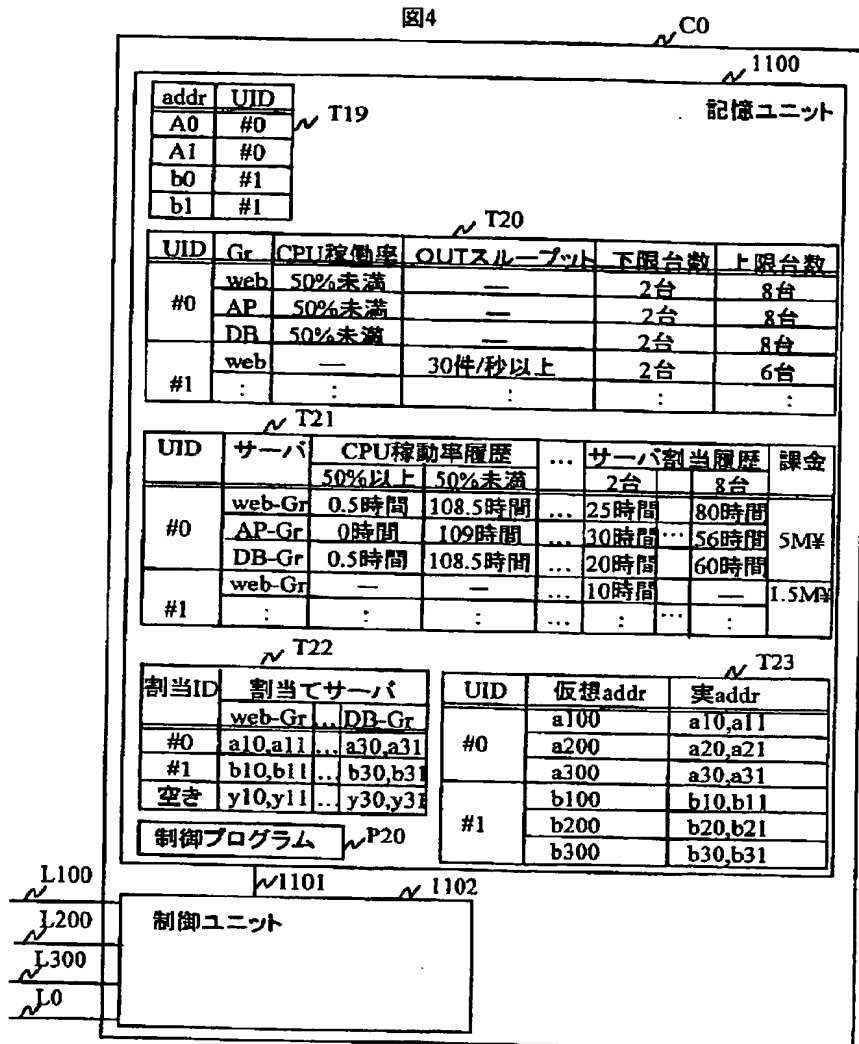 図4
C0
1100
記憶ユニット
addr UID
A0 #0
A1 #0
b0 #1
b1 #1
T19
T20
UID Gr CPU稼働率 OUTスループット 下限台数 上限台数
#0
web 50%未満 — 2台 8台
AP 50%未満 — 2台 8台
DB 50%未満 — 2台 8台
#1
web — 30件/秒以上 2台 6台
: : : : :
T21
UID サーバ CPU稼動率履歴 … サーバ割当履歴 課金
50%以上 50%未満 2台 8台
#0
web-Gr 0.5時間 108.5時間 … 25時間 80時間
AP-Gr 0時間 109時間 … 30時間 … 56時間
DB-Gr 0.5時間 108.5時間 … 20時間 60時間
5M¥
#1
web-Gr — — … 10時間 — 1.5M¥
: : : … : … : :
T22
割当ID 割当てサーバ
web-Gr … DB-Gr
#0 a10,a11 … a30,a31
#1 b10,b11 … b30,b31
空き y10,y11 … y30,y31
制御プログラム P20
T23
UID 仮想addr 実addr
#0
a100 a10,a11
a200 a20,a21
a300 a30,a31
#1
b100 b10,b11
b200 b20,b21
b300 b30,b31
1101
1102
制御ユニット
L100
L200
L300
L0